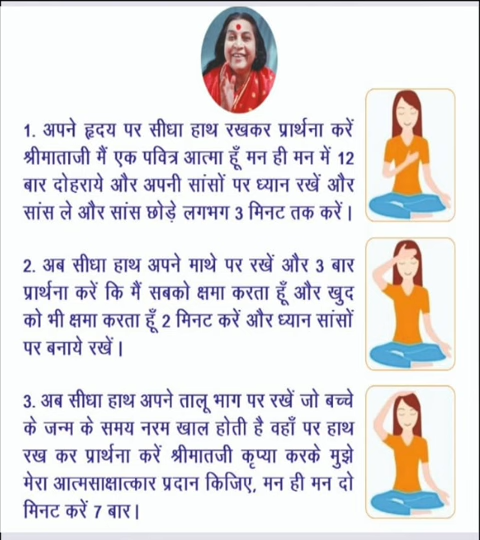 1. अपने हृदय पर सीधा हाथ रखकर प्रार्थना करें
श्रीमाताजी मैं एक पवित्र आत्मा हूँ मन ही मन में 12
बार दोहराये और अपनी सांसों पर ध्यान रखें और
सांस ले और सांस छोड़े लगभग 3 मिनट तक करें।
2. अब सीधा हाथ अपने माथे पर रखें और 3 बार
प्रार्थना करें कि मैं सबको क्षमा करता हूँ और खुद
को भी क्षमा करता हूँ 2 मिनट करें और ध्यान सांसों
पर बनाये रखें।
3. अब सीधा हाथ अपने तालू भाग पर रखें जो बच्चे
के जन्म के समय नरम खाल होती है वहाँ पर हाथ
रख कर प्रार्थना करें श्रीमातजी कृप्या करके मुझे
मेरा आत्मसाक्षात्कार प्रदान किजिए, मन ही मन दो
मिनट करें 7 बार।